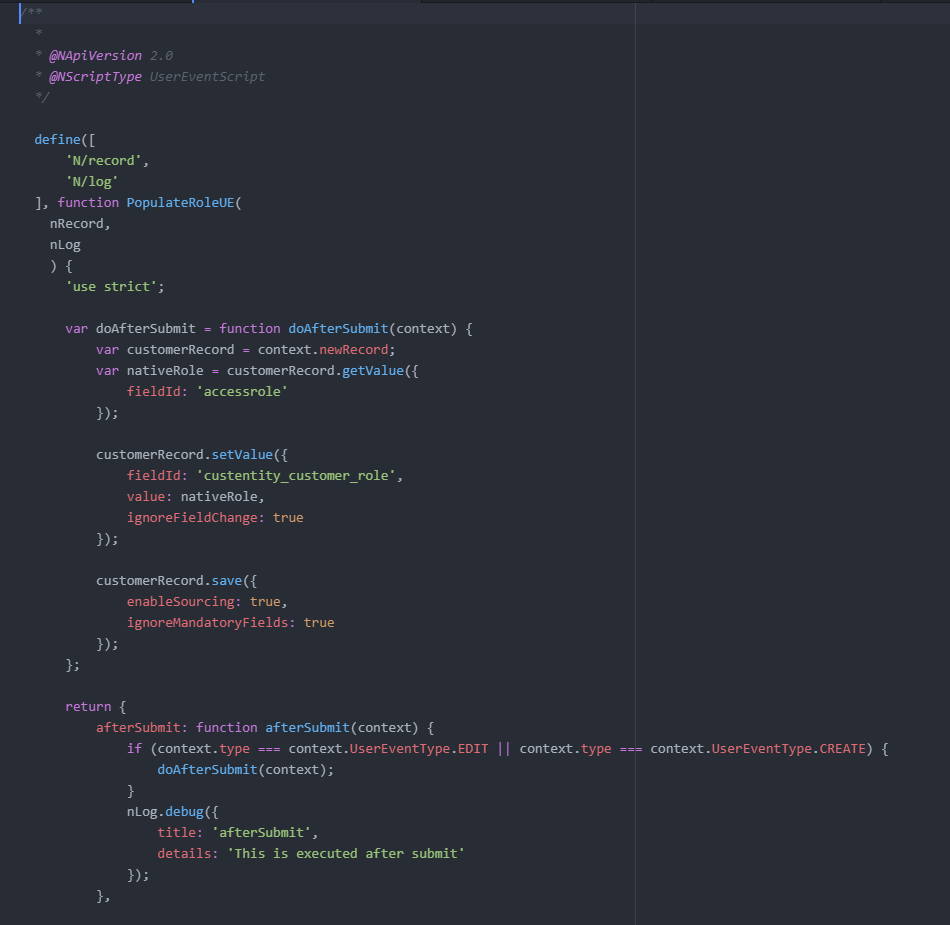 /**
 *
 * @NApiVersion 2.0
 * @NScriptType UserEventScript
 */
define([
    'N/record',
    'N/log'
], function PopulateRoleUE(
  nRecord,
  nLog
  ) {
    'use strict';
    var doAfterSubmit = function doAfterSubmit(context) {
        var customerRecord = context.newRecord;
        var nativeRole = customerRecord.getValue({
            fieldId: 'accessrole'
        });
        customerRecord.setValue({
            fieldId: 'custentity_customer_role',
            value: nativeRole,
            ignoreFieldChange: true
        });
        customerRecord.save({
            enableSourcing: true,
            ignoreMandatoryFields: true
        });
    };
    return {
        afterSubmit: function afterSubmit(context) {
            if (context.type === context.UserEventType.EDIT || context.type === context.UserEventType.CREATE) {
                doAfterSubmit(context);
            }
            nLog.debug({
                title: 'afterSubmit',
                details: 'This is executed after submit'
            });
        },